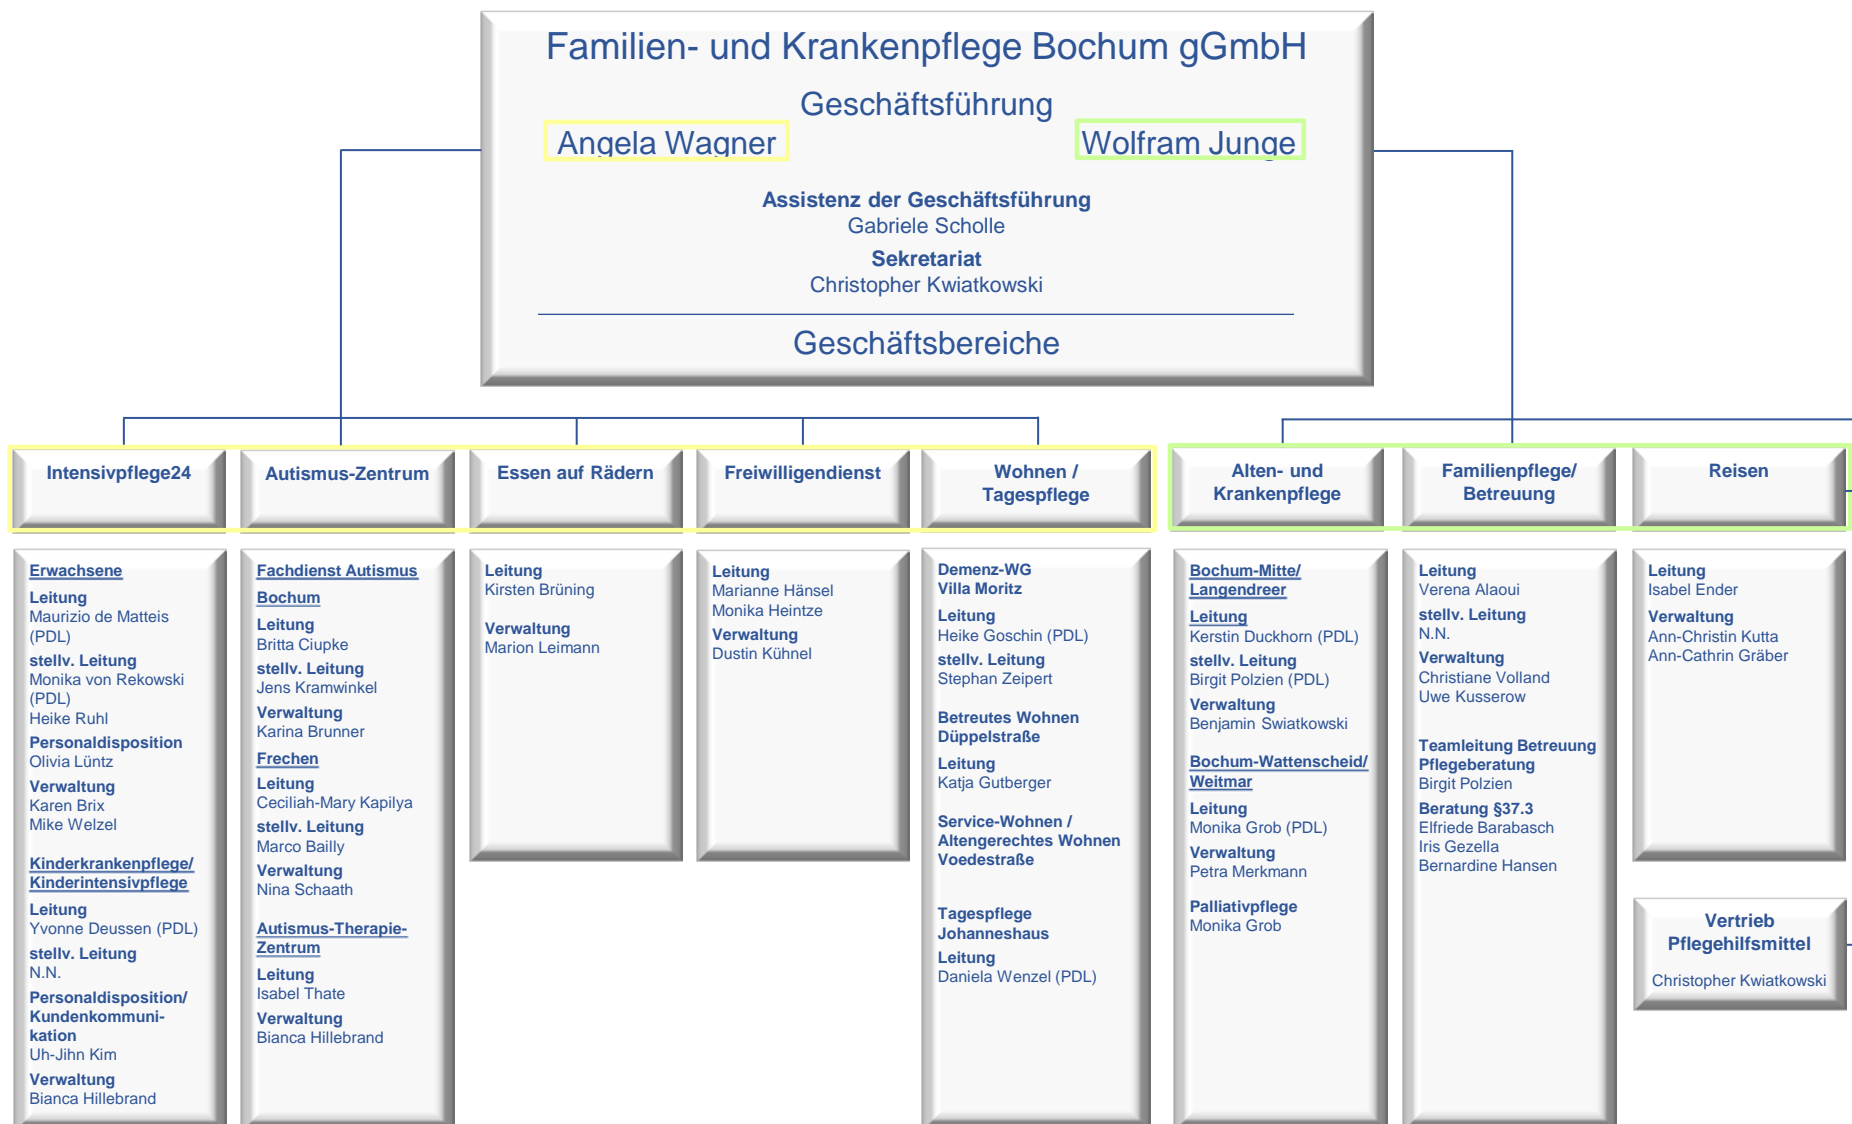 Familien- und Krankenpflege Bochum gGmbH
Geschäftsführung
Angela Wagner
Wolfram Junge
Assistenz der Geschäftsführung
Gabriele Scholle
Sekretariat
Christopher Kwiatkowski
Geschäftsbereiche
Intensivpflege24
Erwachsene
Leitung
Maurizio de Matteis
(PDL)
stellv. Leitung
Monika von Rekowski
(PDL)
Heike Ruhl
Personaldisposition
Olivia Lüntz
Verwaltung
Karen Brix
Mike Welzel
Kinderkrankenpflege/
Kinderintensivpflege
Leitung
Yvonne Deussen (PDL)
stellv. Leitung
N.N.
Personaldisposition/
Kundenkommuni-
kation
Uh-Jihn Kim
Verwaltung
Bianca Hillebrand
Autismus-Zentrum
Fachdienst Autismus
Bochum
Leitung
Britta Ciupke
stellv. Leitung
Jens Kramwinkel
Verwaltung
Karina Brunner
Frechen
Leitung
Ceciliah-Mary Kapilya
stellv. Leitung
Marco Bailly
Verwaltung
Nina Schaath
Autismus-Therapie-
Zentrum
Leitung
Isabel Thate
Verwaltung
Bianca Hillebrand
Essen auf Rädern
Leitung
Kirsten Brüning
Verwaltung
Marion Leimann
Freiwilligendienst
Leitung
Marianne Hänsel
Monika Heintze
Verwaltung
Dustin Kühnel
Wohnen /
Tagespflege
Demenz-WG
Villa Moritz
Leitung
Heike Goschin (PDL)
stellv. Leitung
Stephan Zeipert
Betreutes Wohnen
Düppelstraße
Leitung
Katja Gutberger
Service-Wohnen /
Altengerechtes Wohnen
Voedestraße
Tagespflege
Johanneshaus
Leitung
Daniela Wenzel (PDL)
Alten- und
Krankenpflege
Bochum-Mitte/
Langendreer
Leitung
Kerstin Duckhorn (PDL)
stellv. Leitung
Birgit Polzien (PDL)
Verwaltung
Benjamin Swiatkowski
Bochum-Wattenscheid/
Weitmar
Leitung
Monika Grob (PDL)
Verwaltung
Petra Merkmann
Palliativpflege
Monika Grob
Familienpflege/
Betreuung
Leitung
Verena Alaoui
stellv. Leitung
N.N.
Verwaltung
Christiane Volland
Uwe Kusserow
Teamleitung Betreuung
Pflegeberatung
Birgit Polzien
Beratung §37.3
Elfriede Barabasch
Iris Gezella
Bernardine Hansen
Reisen
Leitung
Isabel Ender
Verwaltung
Ann-Christin Kutta
Ann-Cathrin Gräber
Vertrieb
Pflegehilfsmittel
Christopher Kwiatkowski